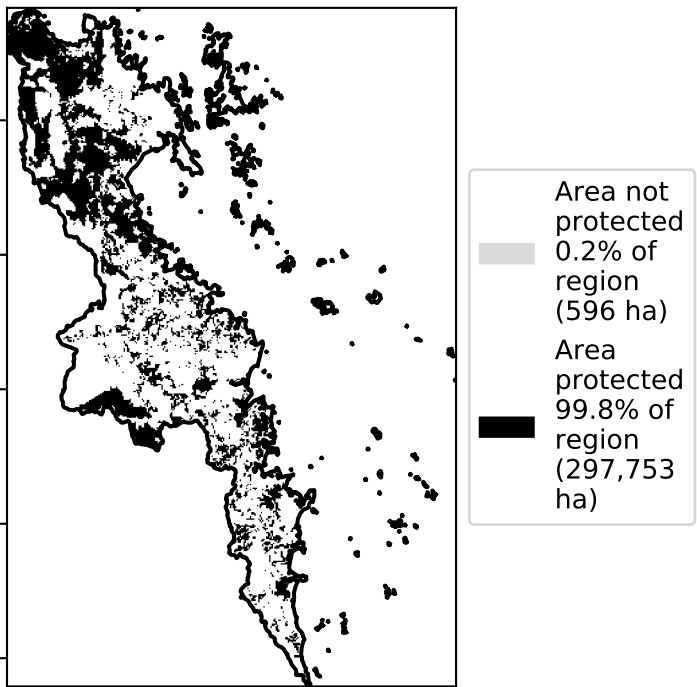 Area not
protected
0.2% of
region
(596 ha)
Area
protected
99.8% of
region
(297,753
ha)